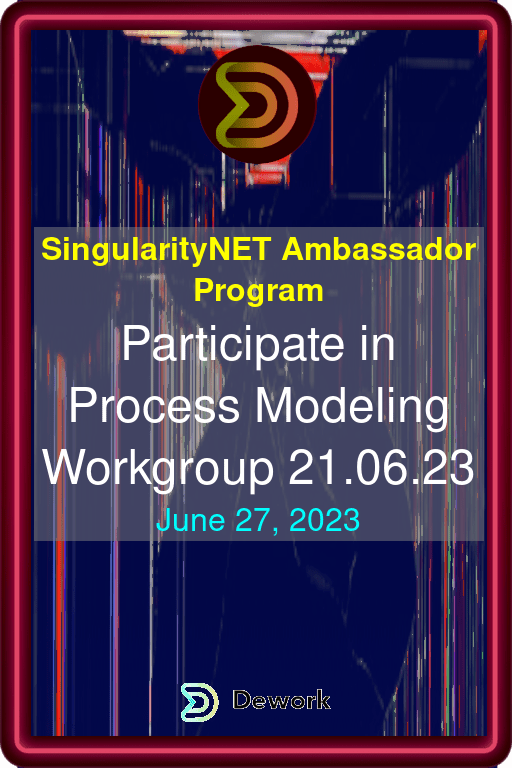 SingularityNET Ambassador
Program
Participate in
Process Modeling
Workgroup 21.06.23
June 27, 2023
Dework